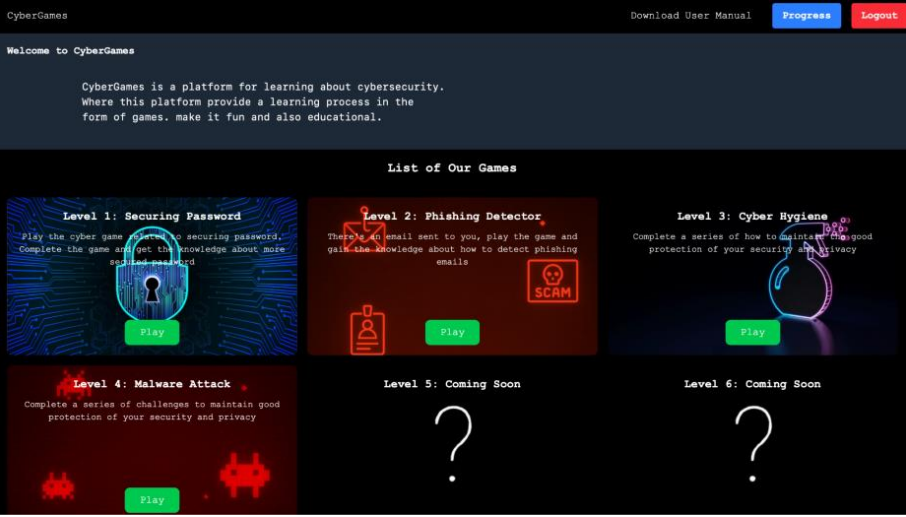 CyberGames
Download User Manual
Progress
Logout
Welcome to CyberGames
CyberGames is a platform for learning about cybersecurity.
Where this platform provide a learning process in the
form of games. make it fun and also educational.
List of Our Games
Level 1: Securing Password
Play the cyber game related to securing password.
Complete the game and get the knowledge about more
secured password
Play
Level 2: Phishing Detector
There's an email sent to you, play the game and
gain the knowledge about how to detect phishing
emails
SCAM
Play
Level 3: Cyber Hygiene
Complete a series of how to maintain the good
protection of your security and privacy
Play
Level 4: Malware Attack
Complete a series of challenges to maintain good
protection of your security and privacy
Play
Level 5: Coming Soon
?
Level 6: Coming Soon
?